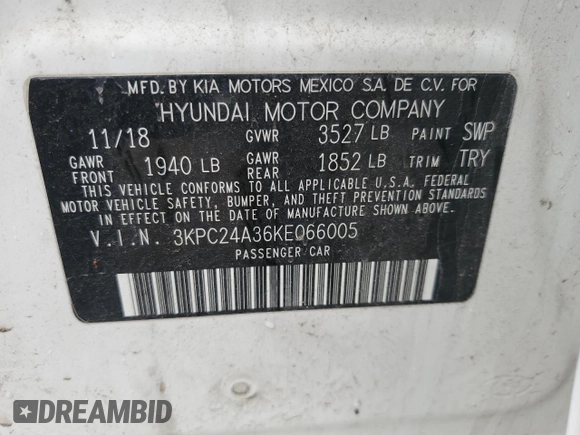 MFD. BY KIA MOTORS MEXICO S.A. DE C.V. FOR
HYUNDAI MOTOR COMPANY
11/18 GVWR 3527 LB PAINT SWP
GAWR FRONT 1940 LB GAWR REAR 1852 LB TRIM TRY
THIS VEHICLE CONFORMS TO ALL APPLICABLE U.S.A. FEDERAL
MOTOR VEHICLE SAFETY, BUMPER, AND THEFT PREVENTION STANDARDS
IN EFFECT ON THE DATE OF MANUFACTURE SHOWN ABOVE.
V.I.N. 3KPC24A36KE066005
PASSENGER CAR
DREAMBID